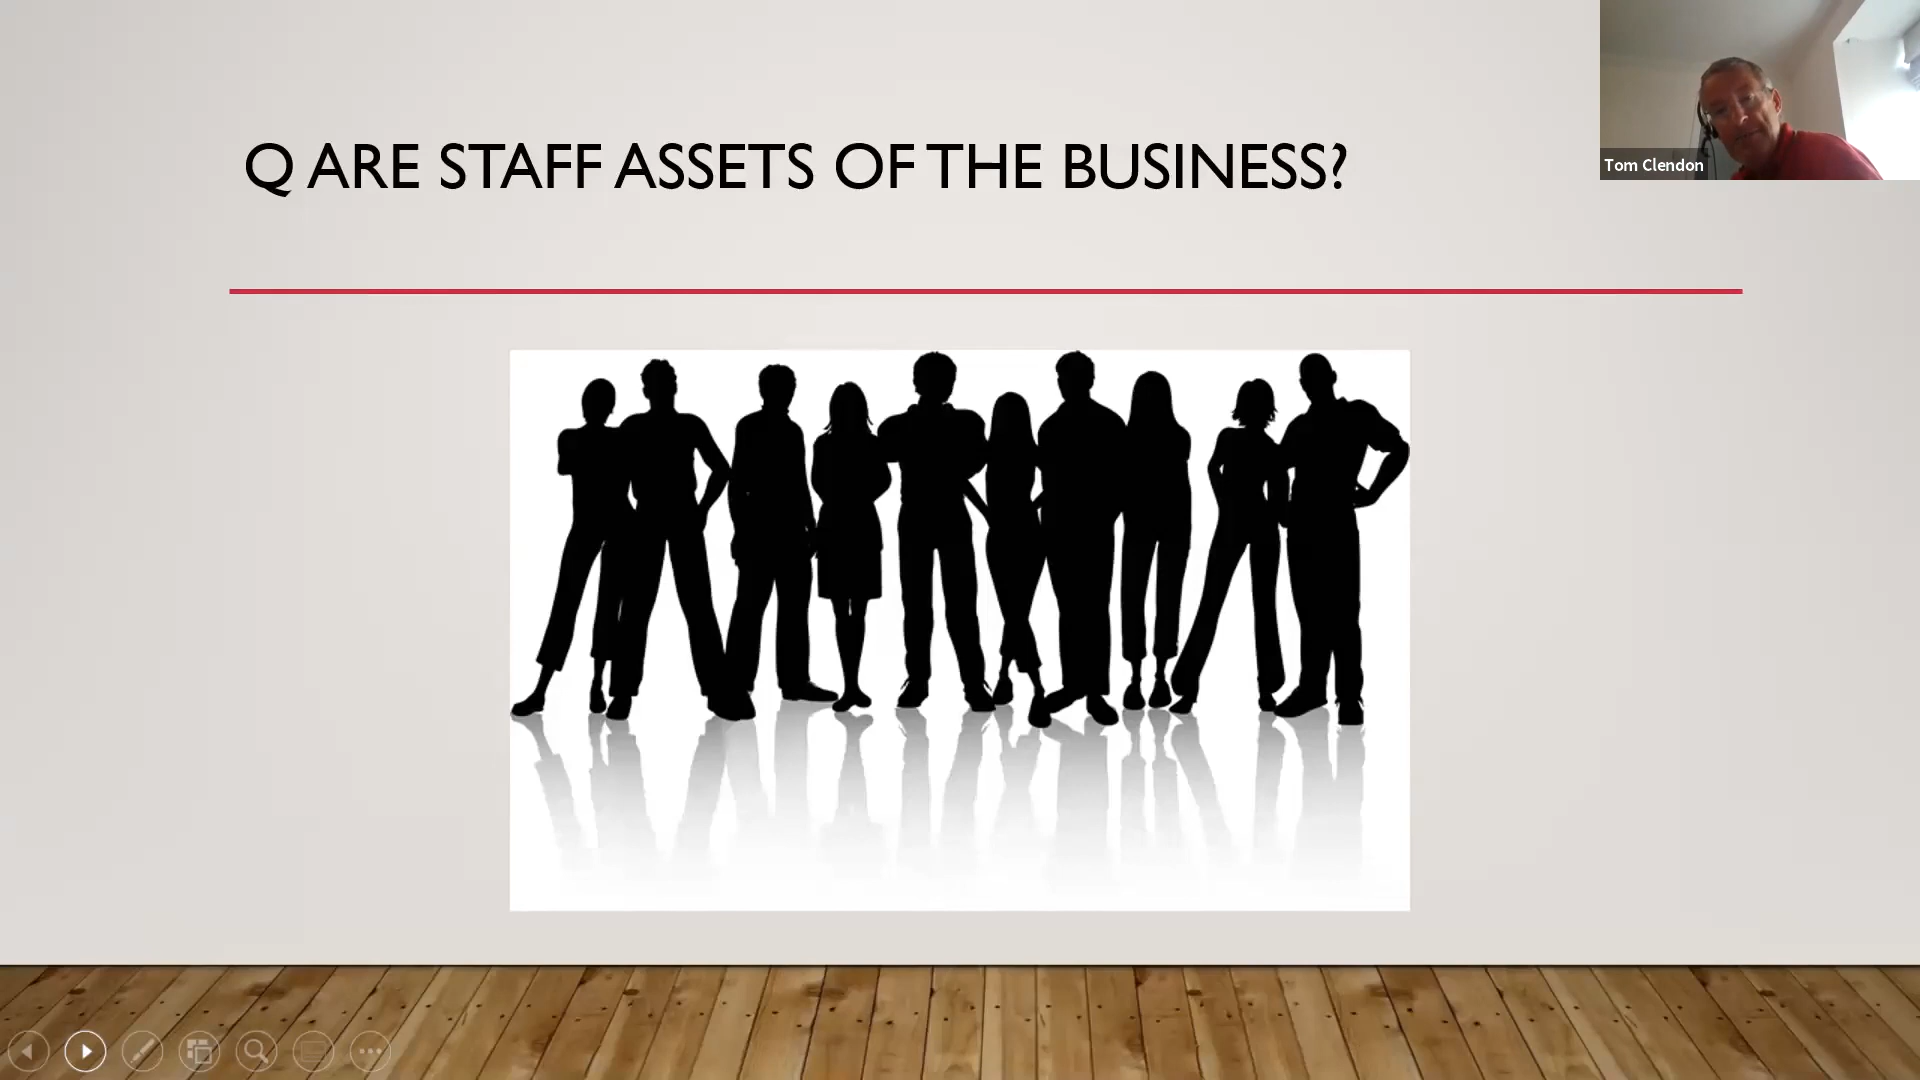 Q ARE STAFF ASSETS OF THE BUSINESS?
Tom Clendon